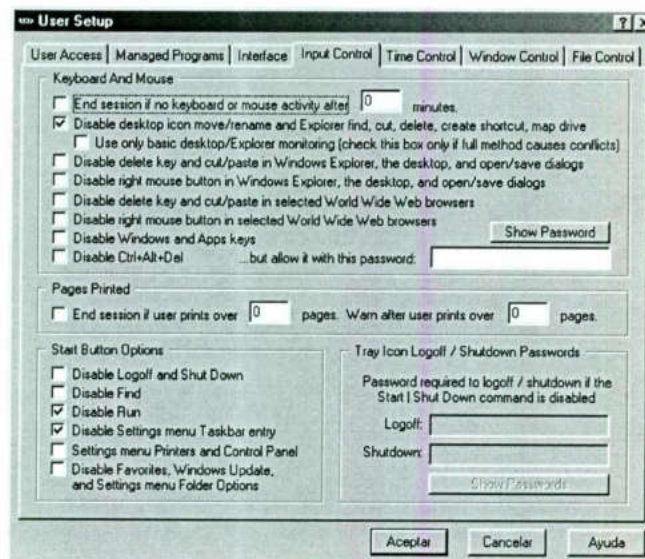 User Setup
User Access | Managed Programs | Interface | Input Control | Time Control | Window Control | File Control
Keyboard And Mouse
End session if no keyboard or mouse activity after 0 minutes.
Disable desktop icon move/rename and Explorer find, cut, delete, create shortcut, map drive
Use only basic desktop/Explorer monitoring (check this box only if full method causes conflicts)
Disable delete key and cut/paste in Windows Explorer, the desktop, and open/save dialogs
Disable right mouse button in Windows Explorer, the desktop, and open/save dialogs
Disable delete key and cut/paste in selected World Wide Web browsers
Disable right mouse button in selected World Wide Web browsers
Disable Windows and Apps keys
Show Password
Disable Ctrl+Alt+Del ...but allow it with this password:
Pages Printed
End session if user prints over 0 pages. Warn after user prints over 0 pages.
Start Button Options
Disable Logoff and Shut Down
Disable Find
Disable Run
Disable Settings menu Taskbar entry
Settings menu Printers and Control Panel
Disable Favorites, Windows Update,
and Settings menu Folder Options
Tray Icon Logoff / Shutdown Passwords
Password required to logoff / shutdown if the
Start | Shut Down command is disabled
Logoff:
Shutdown:
Show Passwords
Aceptar Cancelar Ayuda